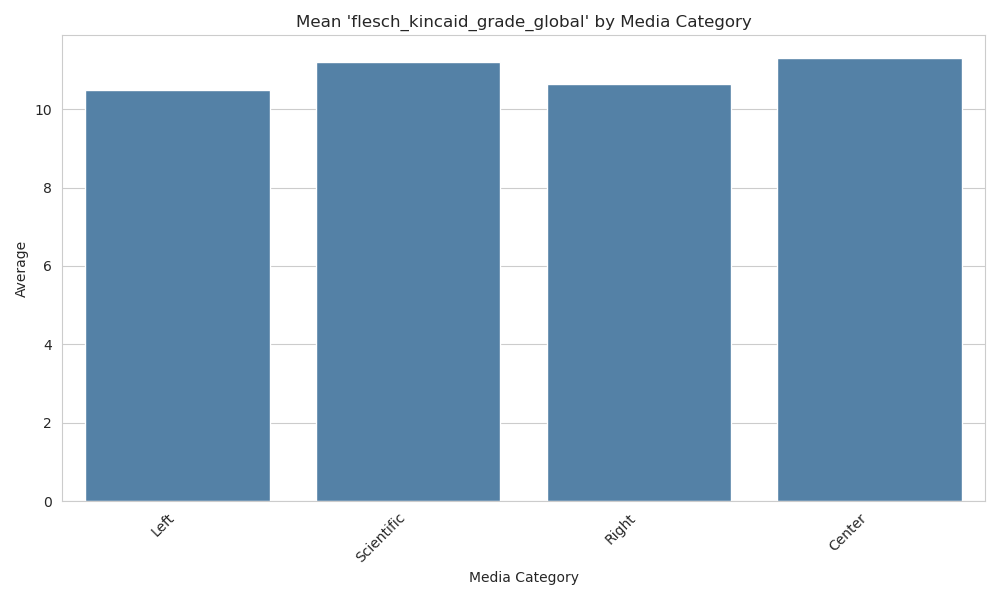 Mean 'flesch_kincaid_grade_global' by Media Category
Average
10
8
6
4
2
0
Left
Scientific
Right
Center
Media Category